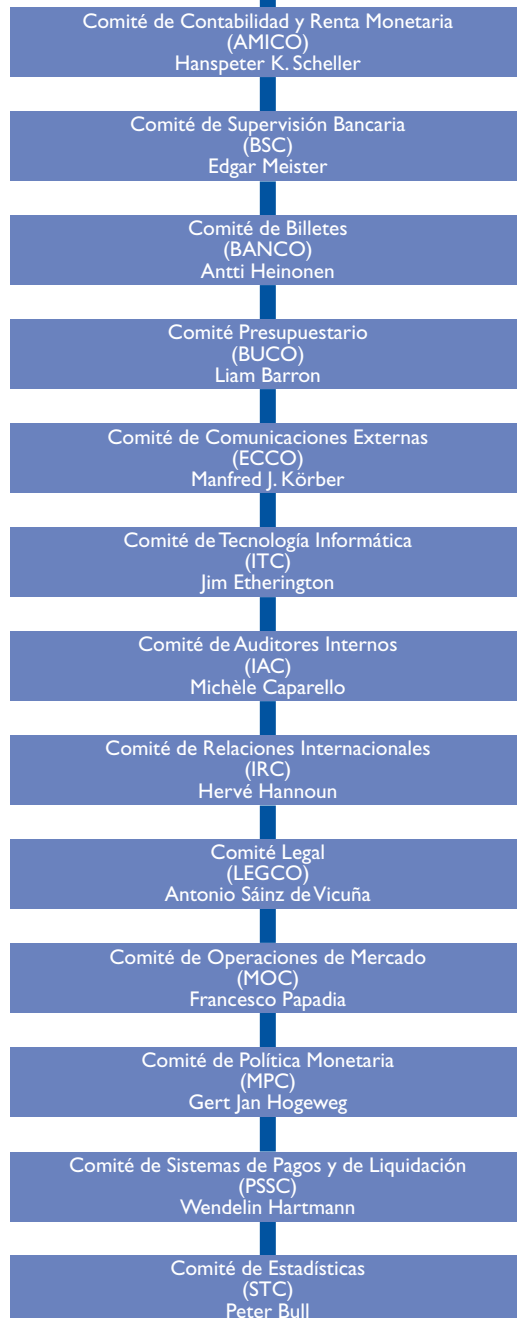 Comité de Contabilidad y Renta Monetaria
(AMICO)
Hanspeter K. Scheller
Comité de Supervisión Bancaria
(BSC)
Edgar Meister
Comité de Billetes
(BANCO)
Antti Heinonen
Comité Presupuestario
(BUCO)
Liam Barron
Comité de Comunicaciones Externas
(ECCO)
Manfred J. Körber
Comité de Tecnología Informática
(ITC)
Jim Etherington
Comité de Auditores Internos
(IAC)
Michèle Caparello
Comité de Relaciones Internacionales
(IRC)
Hervé Hannoun
Comité Legal
(LEGCO)
Antonio Sáinz de Vicuña
Comité de Operaciones de Mercado
(MOC)
Francesco Papadia
Comité de Política Monetaria
(MPC)
Gert Jan Hogeweg
Comité de Sistemas de Pagos y de Liquidación
(PSSC)
Wendelin Hartmann
Comité de Estadísticas
(STC)
Peter Bull